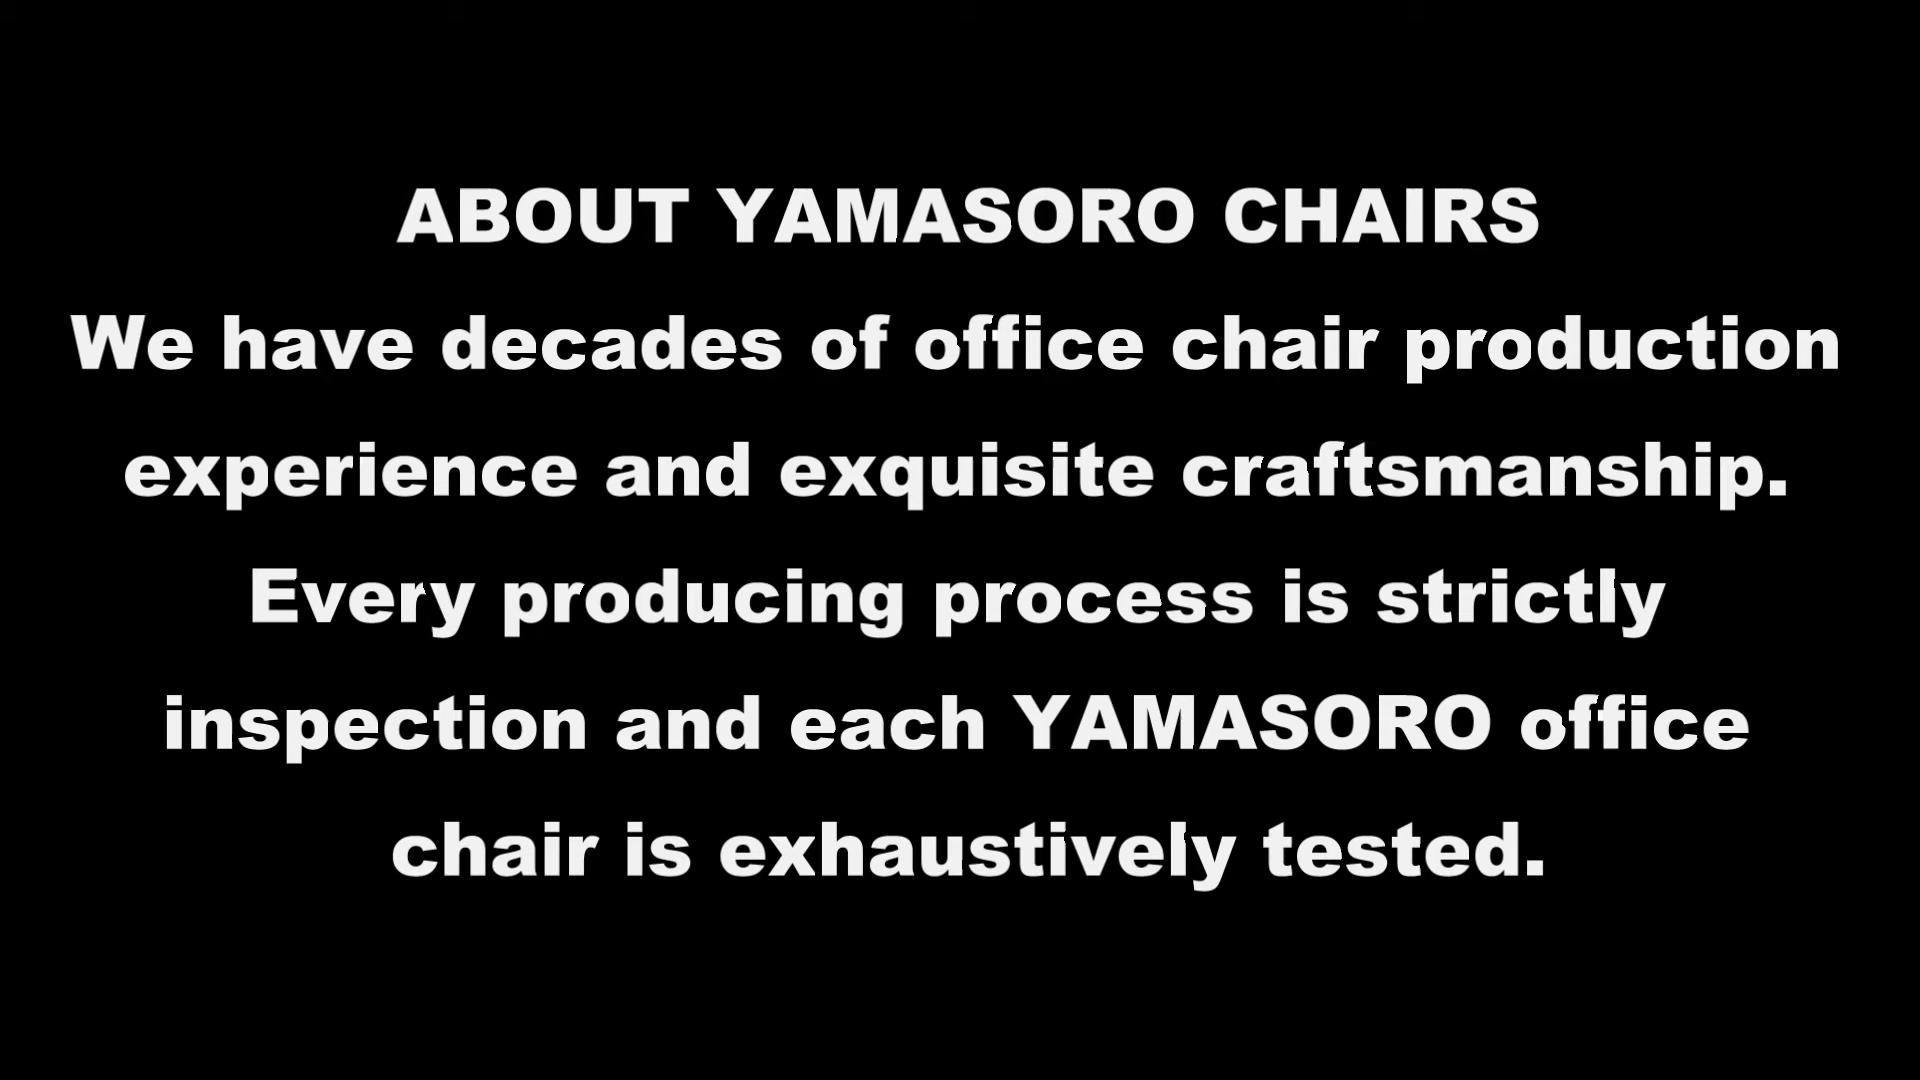 ABOUT YAMASORO CHAIRS
We have decades of office chair production
experience and exquisite craftsmanship.
Every producing process is strictly
inspection and each YAMASORO office
chair is exhaustively tested.